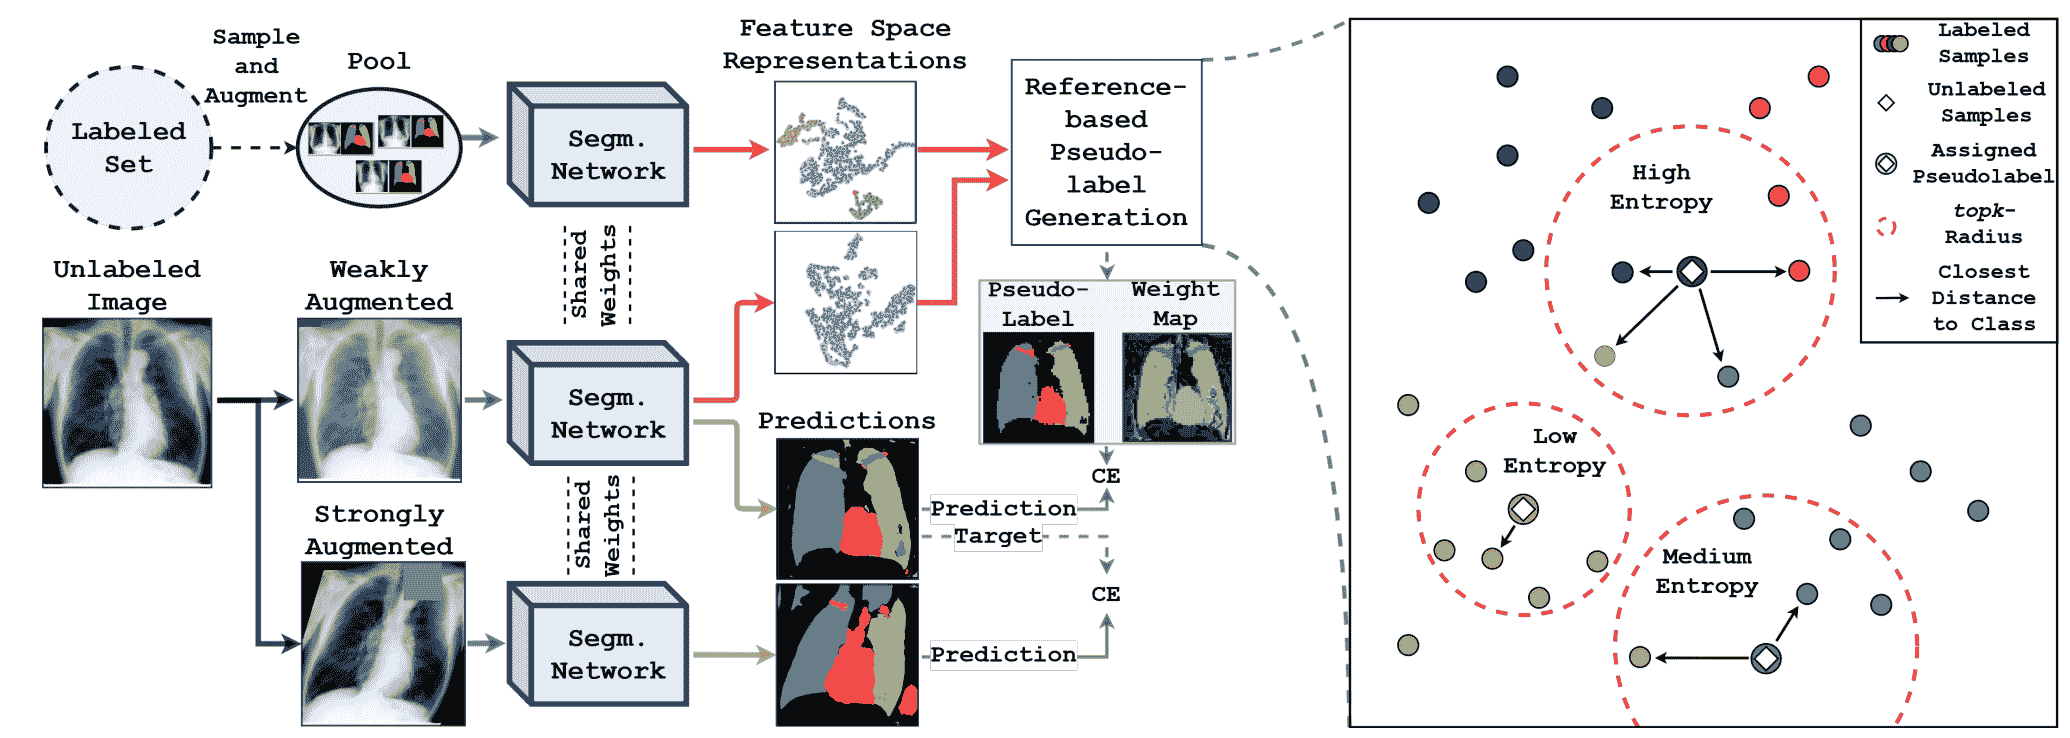 Sample
and
Augment
Labeled
Set
Pool
Segm.
Network
Feature Space
Representations
Reference-
based
Pseudo-
label
Generation
Shared
Weights
Unlabeled
Image
Weakly
Augmented
Segm.
Network
Pseudo-
Label
Weight
Map
Predictions
CE
Prediction
Target
Shared
Weights
Strongly
Augmented
Segm.
Network
CE
Prediction
High
Entropy
Low
Entropy
Medium
Entropy
Labeled
Samples
Unlabeled
Samples
Assigned
Pseudolabel
topk-
Radius
Closest
Distance
to Class